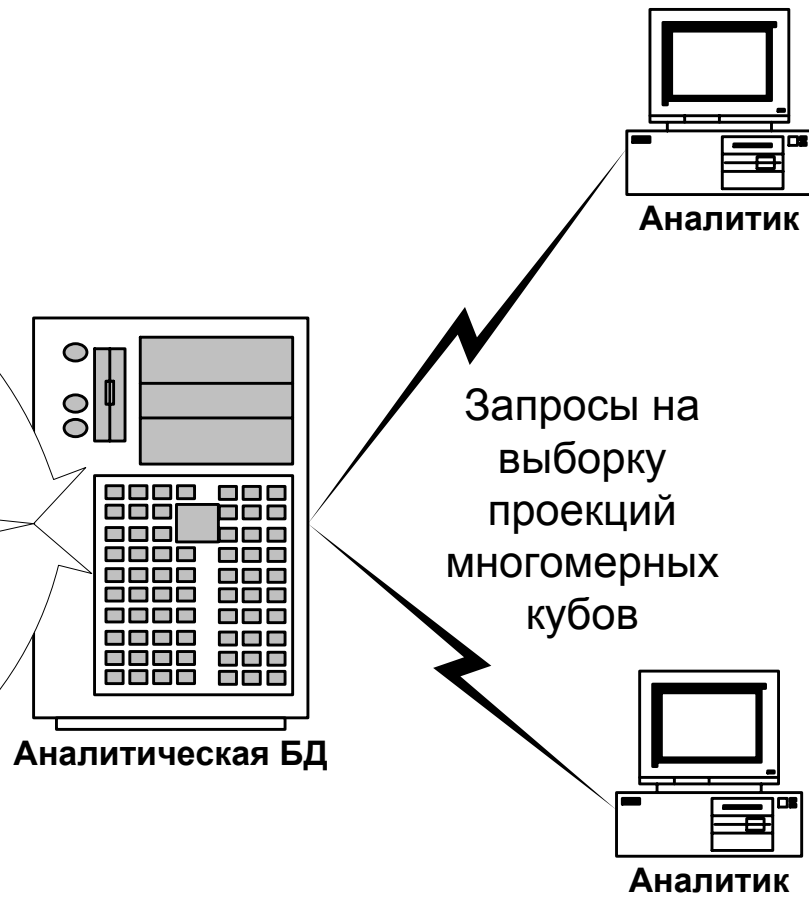 Аналитик
Запросы на
выборку
проекций
многомерных
кубов
Аналитическая БД
Аналитик